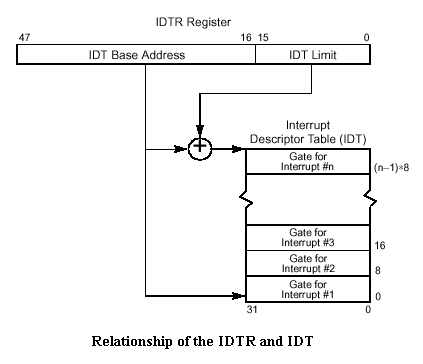 IDTR Register
47 16 15 0
IDT Base Address IDT Limit
+
Interrupt
Descriptor Table (IDT)
Gate for
Interrupt #n
(n–1)∗8
Gate for
Interrupt #3
16
Gate for
Interrupt #2
8
Gate for
Interrupt #1
0
31 0
Relationship of the IDTR and IDT